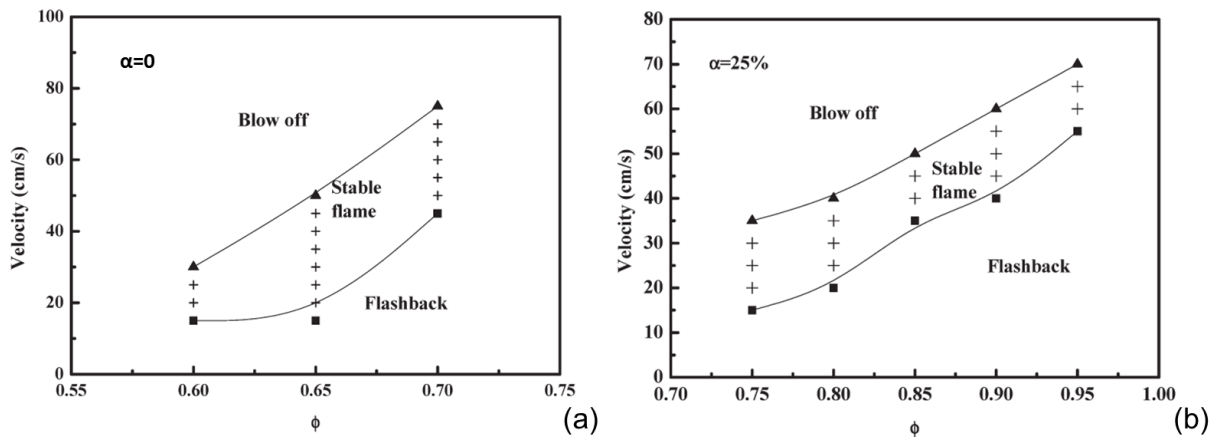 α=0
Blow off
Stable
flame
Flashback
Velocity (cm/s)
100
80
60
40
20
0
0.55
0.60
0.65
0.70
0.75
ϕ
(a)
α=25%
Blow off
Stable
flame
Flashback
Velocity (cm/s)
80
70
60
50
40
30
20
10
0
0.70
0.75
0.80
0.85
0.90
0.95
1.00
ϕ
(b)